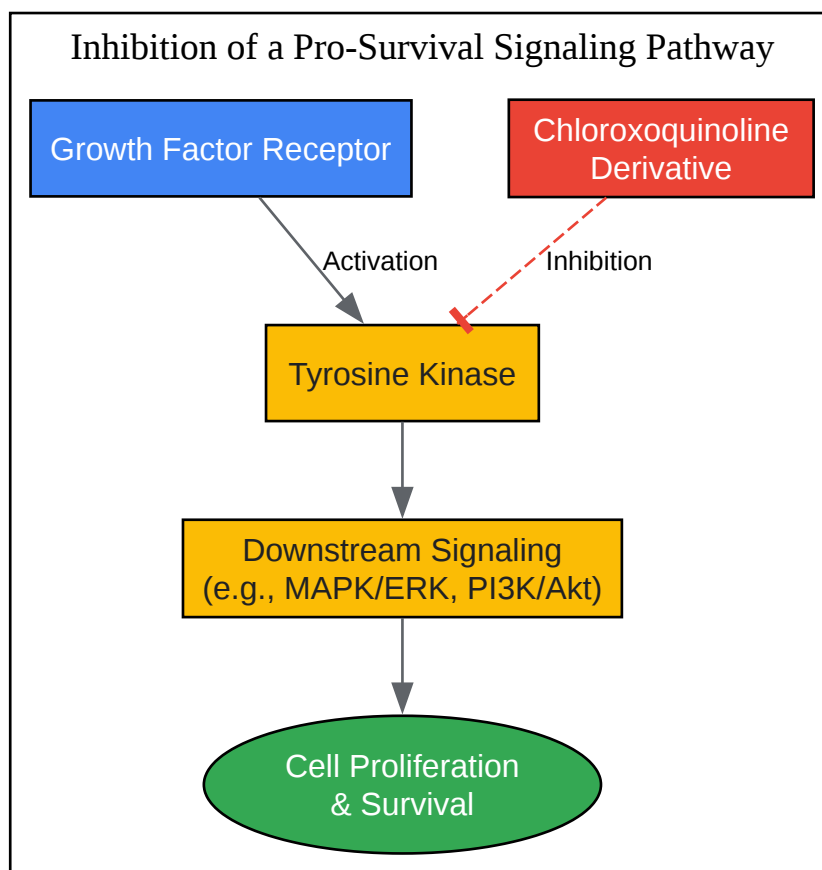 Inhibition of a Pro-Survival Signaling Pathway
Growth Factor Receptor
Chloroxoquinoline
Derivative
Activation
Inhibition
Tyrosine Kinase
Downstream Signaling
(e.g., MAPK/ERK, PI3K/Akt)
Cell Proliferation
& Survival